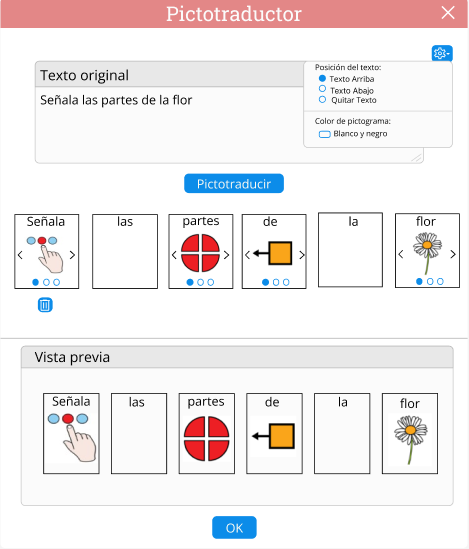 Pictotraductor
Texto original
Señala las partes de la flor
Posición del texto:
Texto Arriba
Texto Abajo
Quitar Texto
Color de pictograma:
Blanco y negro
Pictotraducir
Señala las partes de la flor
Vista previa
Señala las partes de la flor
OK